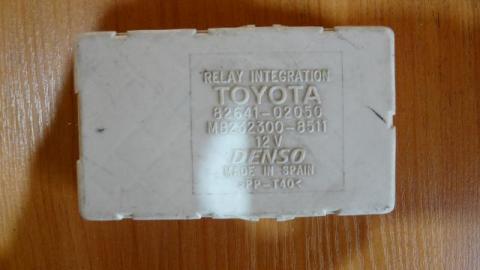 RELAY INTEGRATION
TOYOTA
82641-02050
MB232300-8511
12V
DENSO
MADE IN SPAIN
>PP-T40<